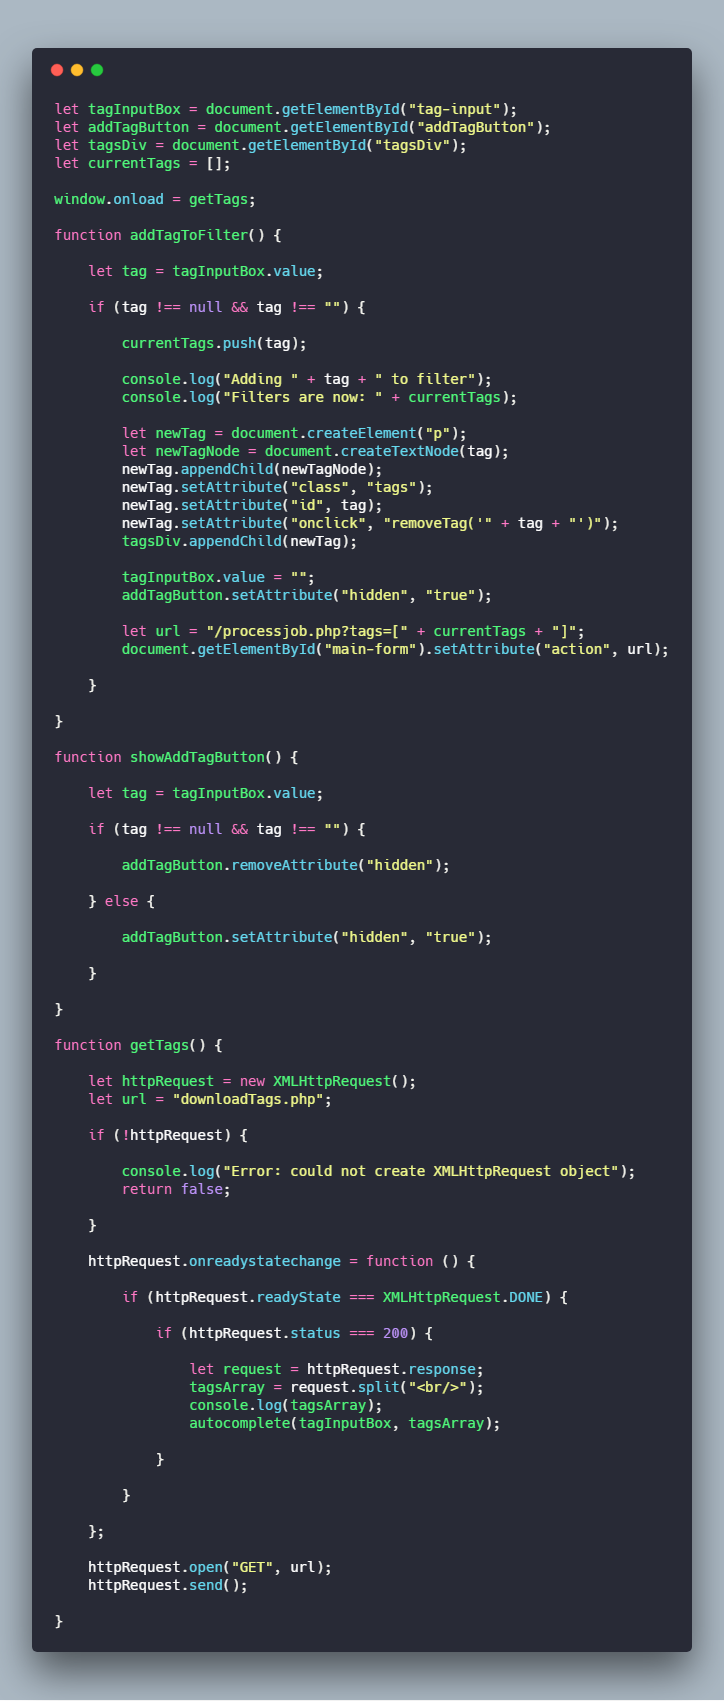 let tagInputBox = document.getElementById("tag-input");
let addTagButton = document.getElementById("addTagButton");
let tagsDiv = document.getElementById("tagsDiv");
let currentTags = [];
window.onload = getTags;
function addTagToFilter() {
let tag = tagInputBox.value;
if (tag !== null && tag !== "") {
currentTags.push(tag);
console.log("Adding " + tag + " to filter");
console.log("Filters are now: " + currentTags);
let newTag = document.createElement("p");
let newTagNode = document.createTextNode(tag);
newTag.appendChild(newTagNode);
newTag.setAttribute("class", "tags");
newTag.setAttribute("id", tag);
newTag.setAttribute("onclick", "removeTag('" + tag + "')");
tagsDiv.appendChild(newTag);
tagInputBox.value = "";
addTagButton.setAttribute("hidden", "true");
let url = "/processjob.php?tags=[" + currentTags + "]";
document.getElementById("main-form").setAttribute("action", url);
}
}
function showAddTagButton() {
let tag = tagInputBox.value;
if (tag !== null && tag !== "") {
addTagButton.removeAttribute("hidden");
} else {
addTagButton.setAttribute("hidden", "true");
}
}
function getTags() {
let httpRequest = new XMLHttpRequest();
let url = "downloadTags.php";
if (!httpRequest) {
console.log("Error: could not create XMLHttpRequest object");
return false;
}
httpRequest.onreadystatechange = function () {
if (httpRequest.readyState === XMLHttpRequest.DONE) {
if (httpRequest.status === 200) {
let request = httpRequest.response;
tagsArray = request.split("<br/>");
console.log(tagsArray);
autocomplete(tagInputBox, tagsArray);
}
}
};
httpRequest.open("GET", url);
httpRequest.send();
}